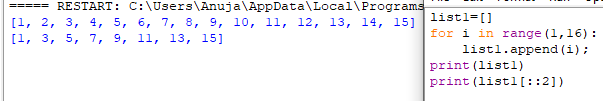 ===== RESTART: C:\Users\Anuja\AppData\Local\Programs
[1, 2, 3, 4, 5, 6, 7, 8, 9, 10, 11, 12, 13, 14, 15]
[1, 3, 5, 7, 9, 11, 13, 15]
list1=[]
for i in range(1,16):
    list1.append(i);
print(list1)
print(list1[::2])